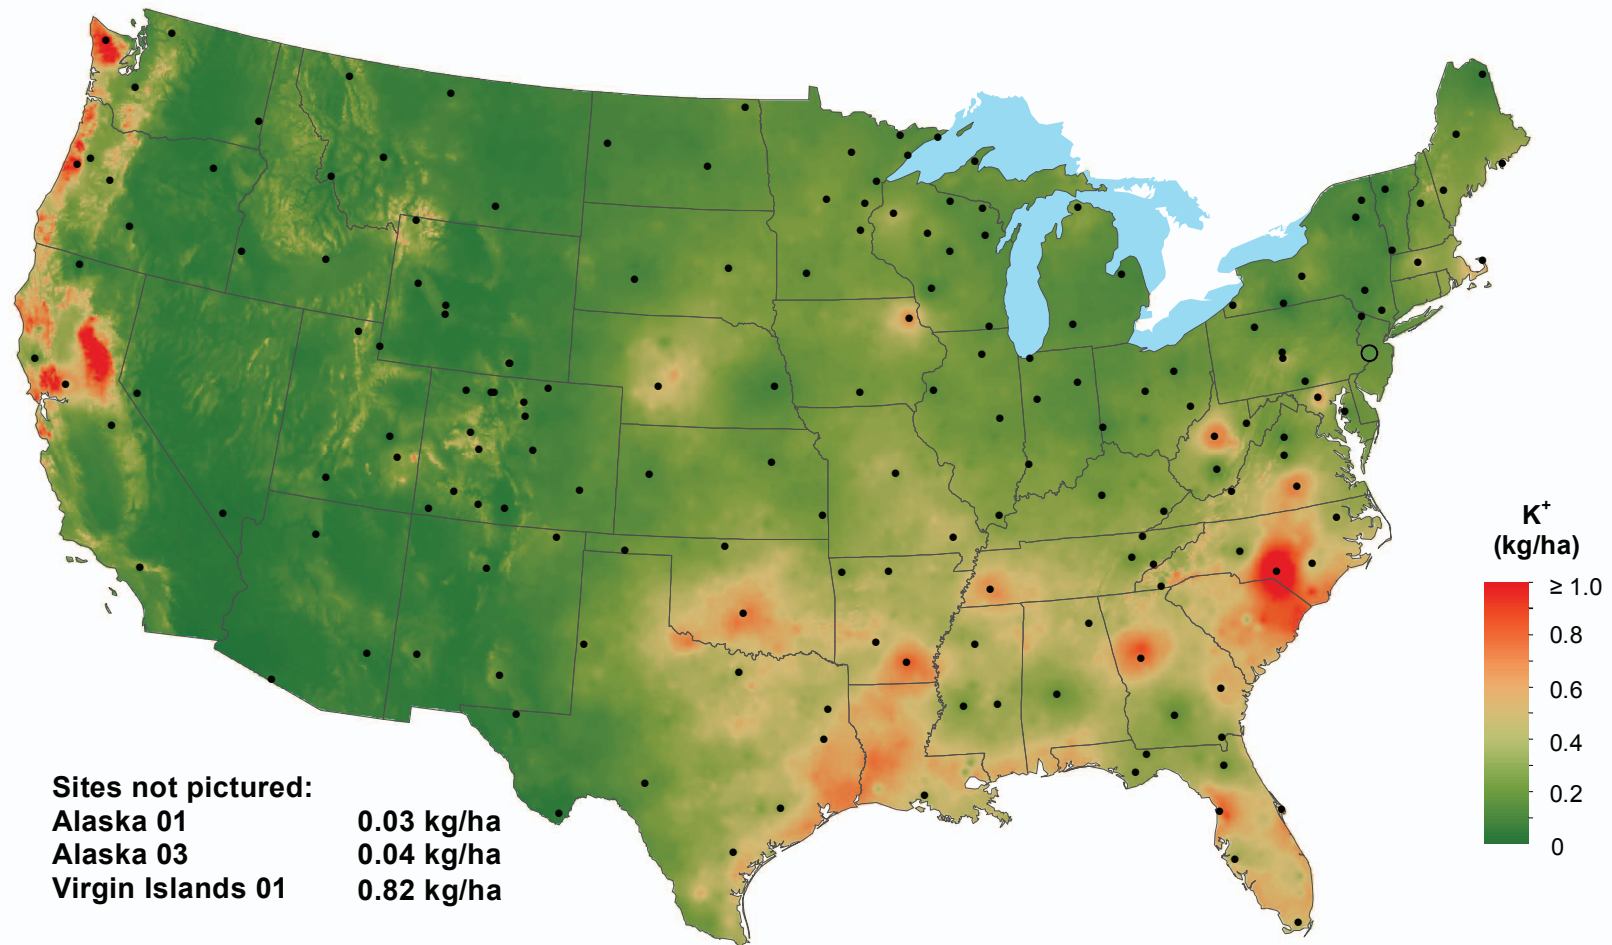 K+
(kg/ha)
≥ 1.0
0.8
0.6
0.4
0.2
0
Sites not pictured:
Alaska 01 0.03 kg/ha
Alaska 03 0.04 kg/ha
Virgin Islands 01 0.82 kg/ha